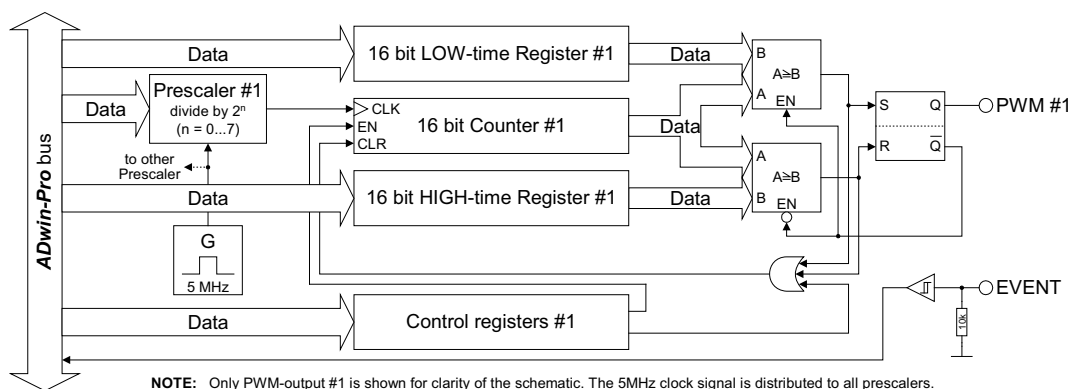 ADwin-Pro bus
Data
16 bit LOW-time Register #1
Data
B
A≥B
A
EN
Data
Prescaler #1
divide by 2ⁿ
(n = 0...7)
CLK
EN
CLR
16 bit Counter #1
Data
S
Q
R
Q̅
PWM #1
to other
Prescaler
A
A≥B
B
EN
Data
16 bit HIGH-time Register #1
Data
G
5 MHz
Data
Control registers #1
EVENT
10k
NOTE: Only PWM-output #1 is shown for clarity of the schematic. The 5MHz clock signal is distributed to all prescalers.